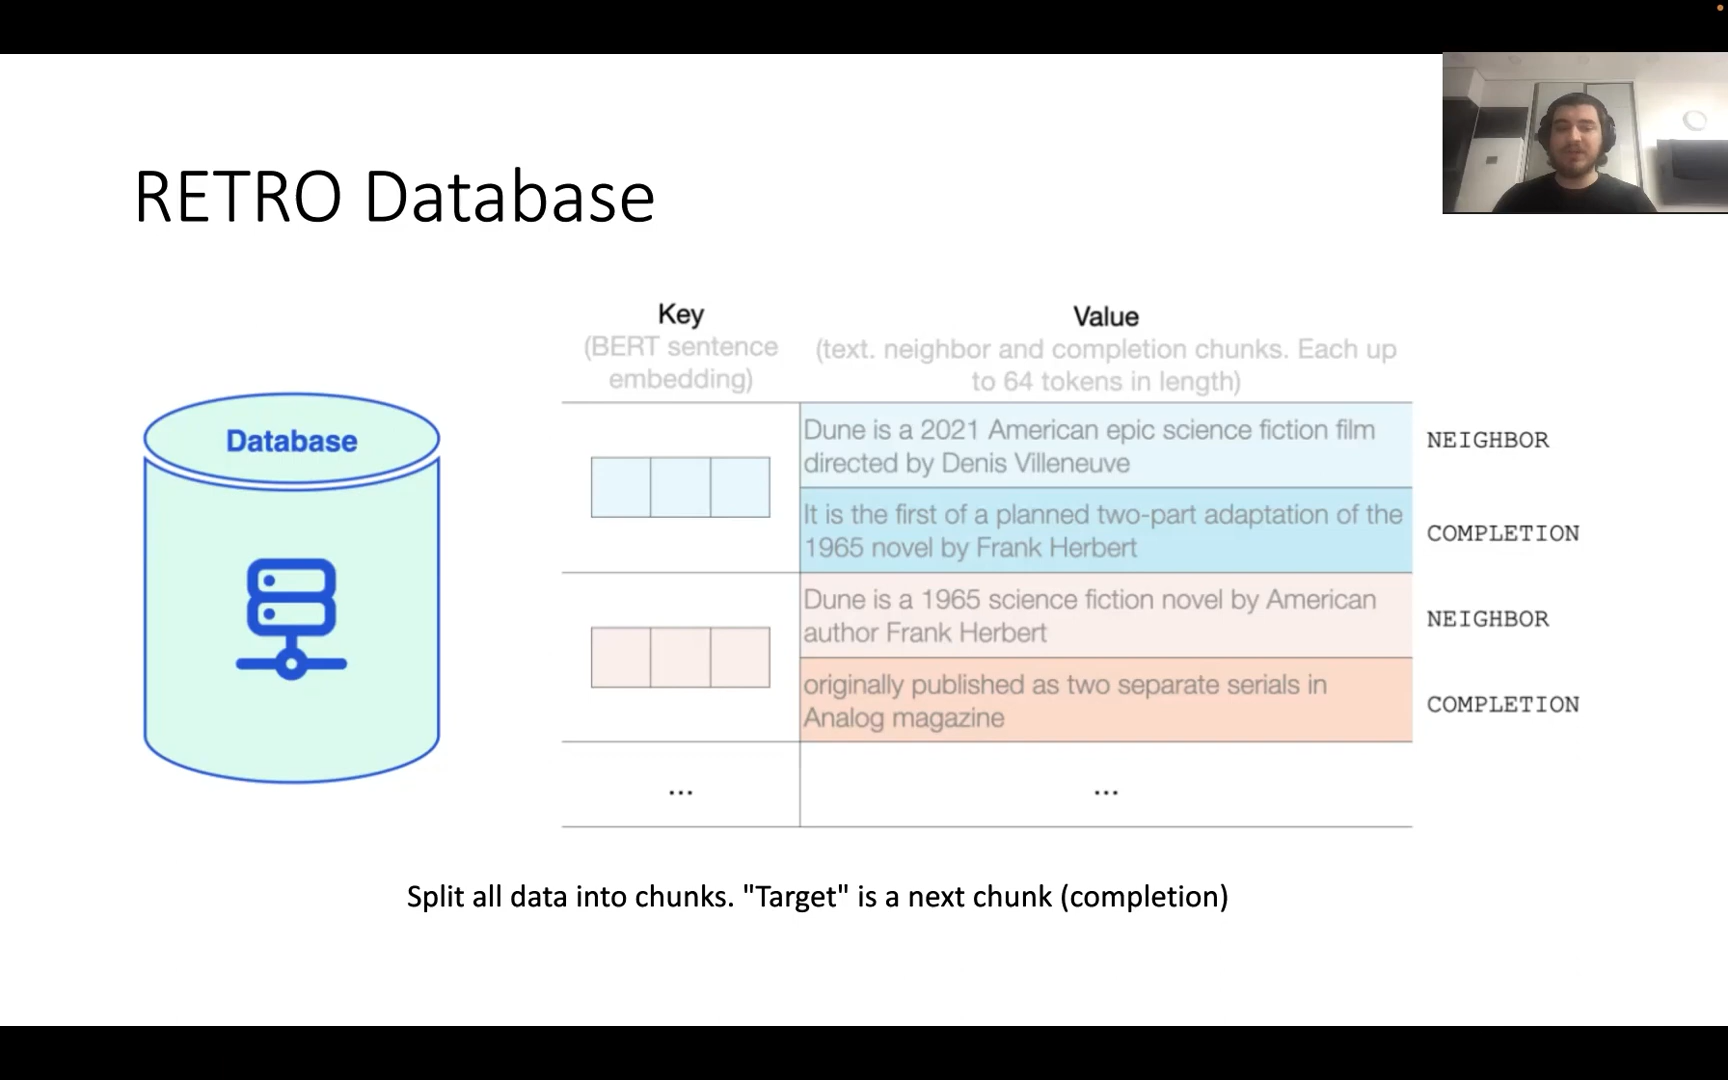 RETRO Database
Key
(BERT sentence
embedding)
Value
(text. neighbor and completion chunks. Each up
to 64 tokens in length)
Database
Dune is a 2021 American epic science fiction film
directed by Denis Villeneuve
NEIGHBOR
It is the first of a planned two-part adaptation of the
1965 novel by Frank Herbert
COMPLETION
Dune is a 1965 science fiction novel by American
author Frank Herbert
NEIGHBOR
originally published as two separate serials in
Analog magazine
COMPLETION
...
...
Split all data into chunks. "Target" is a next chunk (completion)